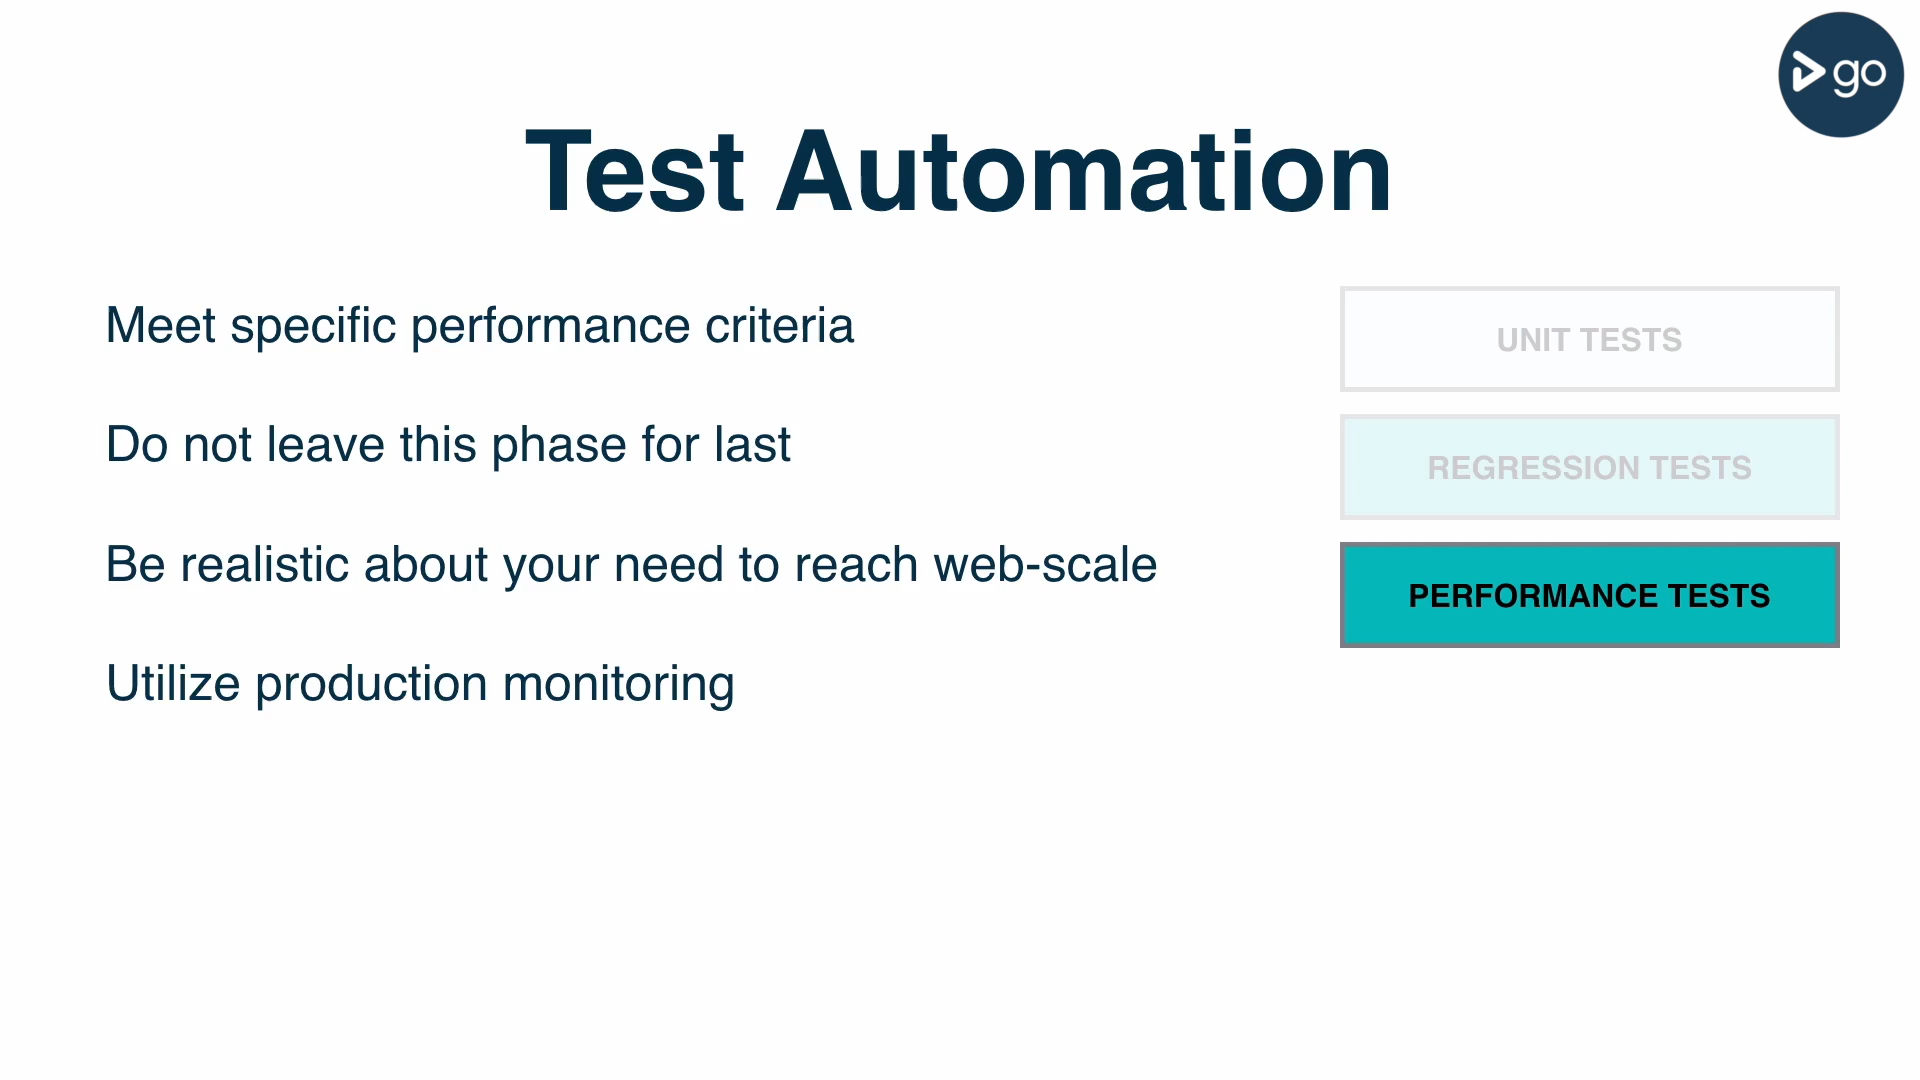 go
Test Automation
Meet specific performance criteria
Do not leave this phase for last
Be realistic about your need to reach web-scale
Utilize production monitoring
UNIT TESTS
REGRESSION TESTS
PERFORMANCE TESTS